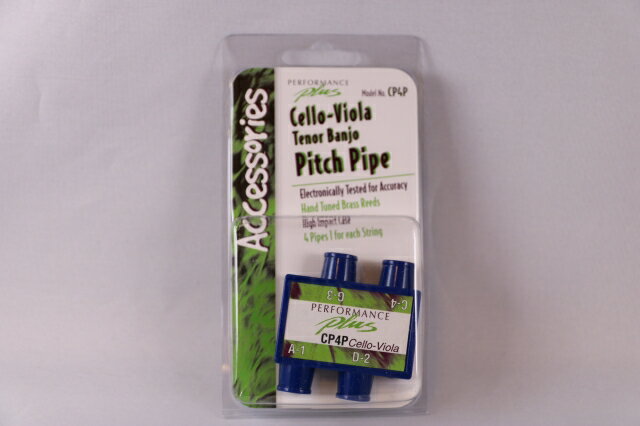 Accessories
PERFORMANCE
plus
Model No. CP4P
Cello-Viola
Tenor Banjo
Pitch Pipe
Electronically Tested for Accuracy
Hand Tuned Brass Reeds
High Impact Case
4 Pipes 1 for each String
G-3
C-4
PERFORMANCE
plus
CP4P Cello-Viola
A-1
D-2